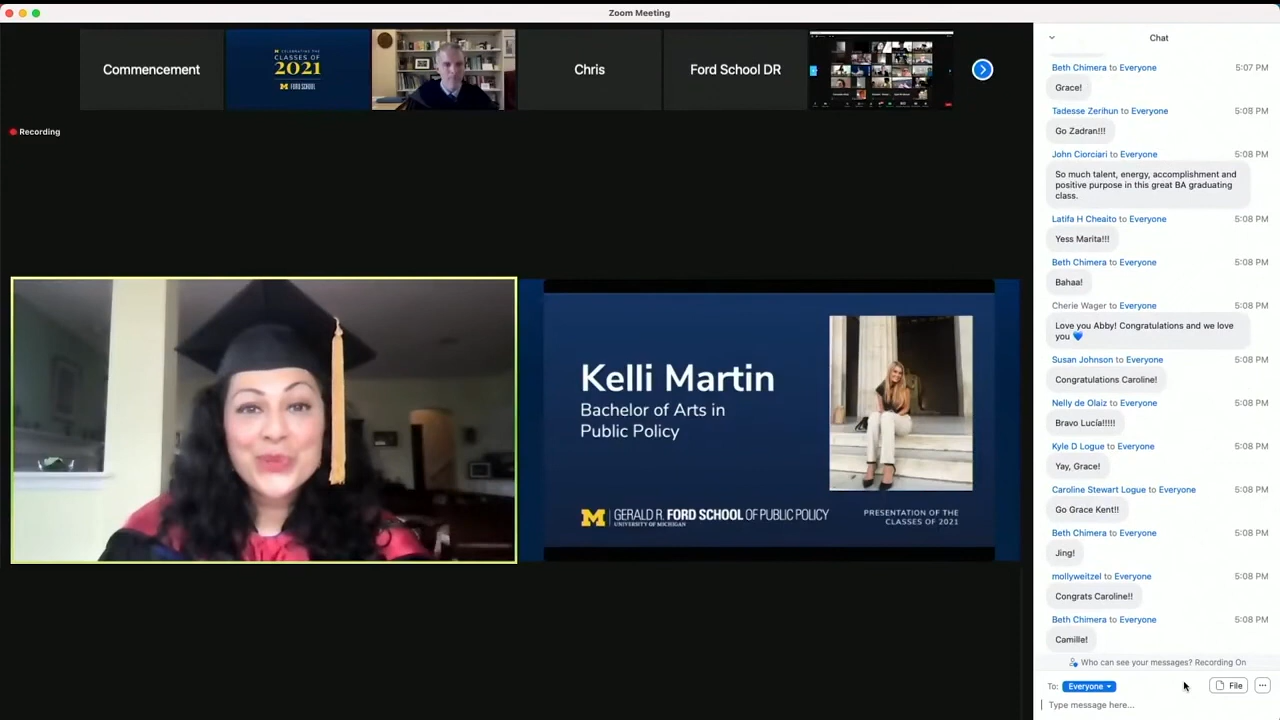 Zoom Meeting
Commencement
CELEBRATING THE
CLASSES OF
2021
M FORD SCHOOL
Chris
Ford School DR
Recording
Kelli Martin
Bachelor of Arts in
Public Policy
M GERALD R. FORD SCHOOL OF PUBLIC POLICY
UNIVERSITY OF MICHIGAN
PRESENTATION OF THE
CLASSES OF 2021
Chat
Beth Chimera to Everyone 5:07 PM
Grace!
Tadesse Zerihun to Everyone 5:08 PM
Go Zadran!!!
John Ciorciari to Everyone 5:08 PM
So much talent, energy, accomplishment and
positive purpose in this great BA graduating
class.
Latifa H Cheaito to Everyone 5:08 PM
Yess Marita!!!
Beth Chimera to Everyone 5:08 PM
Bahaa!
Cherie Wager to Everyone 5:08 PM
Love you Abby! Congratulations and we love
you 💙
Susan Johnson to Everyone 5:08 PM
Congratulations Caroline!
Nelly de Olaiz to Everyone 5:08 PM
Bravo Lucía!!!!!
Kyle D Logue to Everyone 5:08 PM
Yay, Grace!
Caroline Stewart Logue to Everyone 5:08 PM
Go Grace Kent!!
Beth Chimera to Everyone 5:08 PM
Jing!
mollyweitzel to Everyone 5:08 PM
Congrats Caroline!!
Beth Chimera to Everyone 5:08 PM
Camille!
Who can see your messages? Recording On
To: Everyone File ...
Type message here...